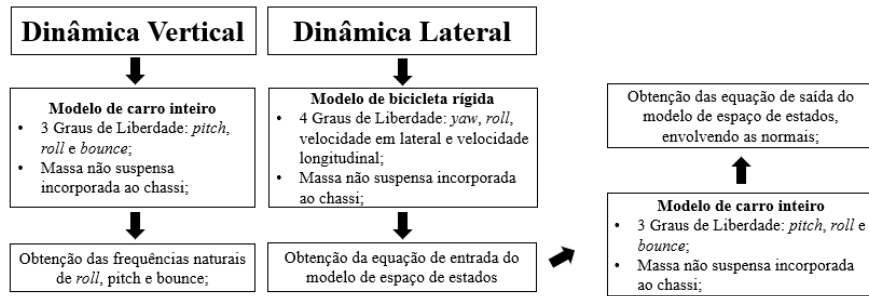 Dinâmica Vertical
Modelo de carro inteiro
• 3 Graus de Liberdade: pitch,
roll e bounce;
• Massa não suspensa
incorporada ao chassi;
Obtenção das frequências naturais
de roll, pitch e bounce;
Dinâmica Lateral
Modelo de bicicleta rígida
• 4 Graus de Liberdade: yaw, roll,
velocidade em lateral e velocidade
longitudinal;
• Massa não suspensa incorporada
ao chassi;
Obtenção da equação de entrada do
modelo de espaço de estados
Modelo de carro inteiro
• 3 Graus de Liberdade: pitch, roll e
bounce;
• Massa não suspensa incorporada
ao chassi;
Obtenção das equação de saída do
modelo de espaço de estados,
envolvendo as normais;